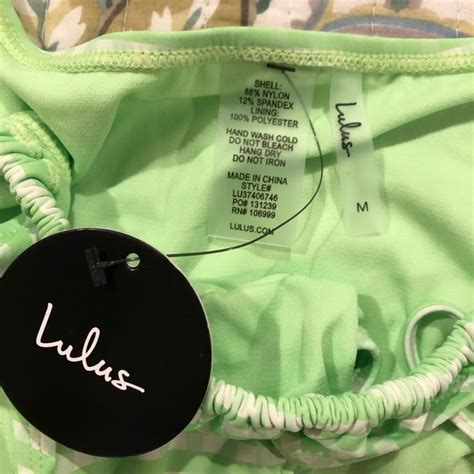 SHELL:
88% NYLON
12% SPANDEX
LINING:
100% POLYESTER
HAND WASH COLD
DO NOT BLEACH
HANG DRY
DO NOT IRON
MADE IN CHINA
STYLE#
LU37406746
PO# 131239
RN# 106999
LULUS.COM
Lulus
M
Lulus